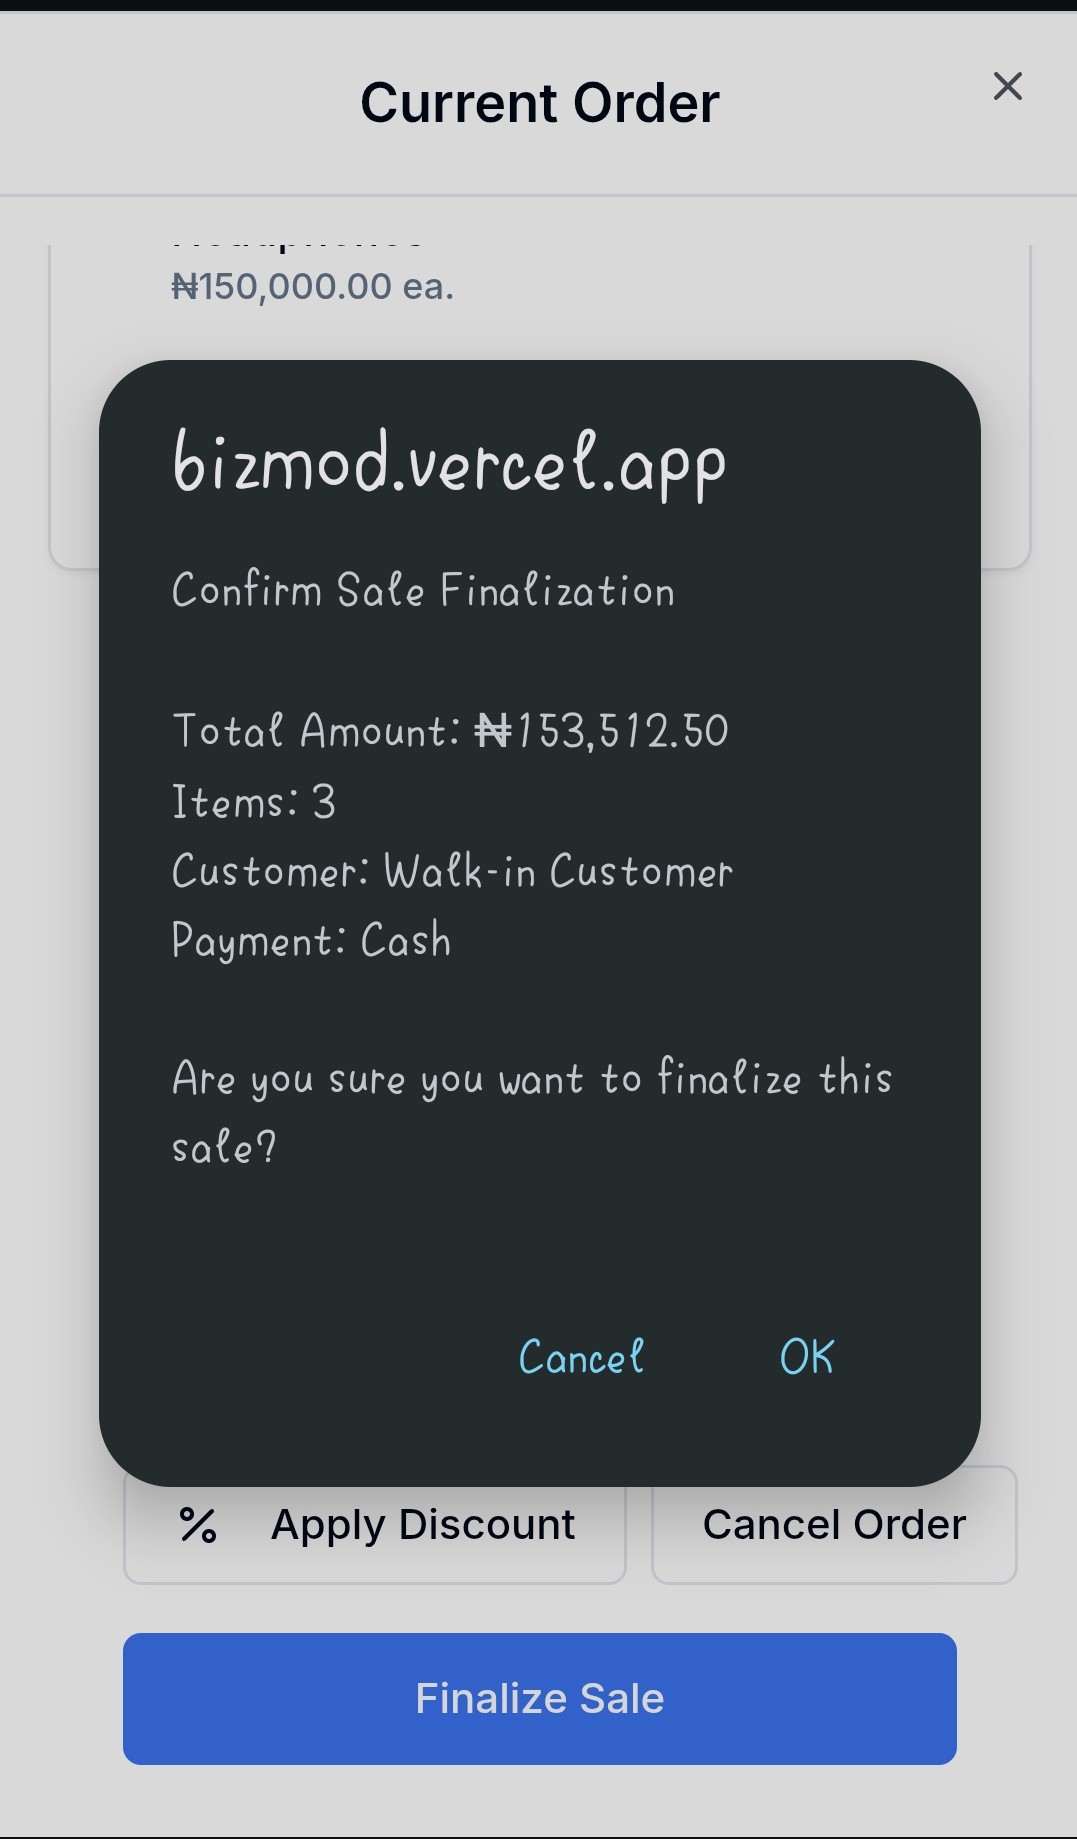 Current Order
₦150,000.00 ea.
bizmod.vercel.app
Confirm Sale Finalization
Total Amount: ₦153,512.50
Items: 3
Customer: Walk-in Customer
Payment: Cash
Are you sure you want to finalize this
sale?
Cancel OK
Apply Discount Cancel Order
Finalize Sale